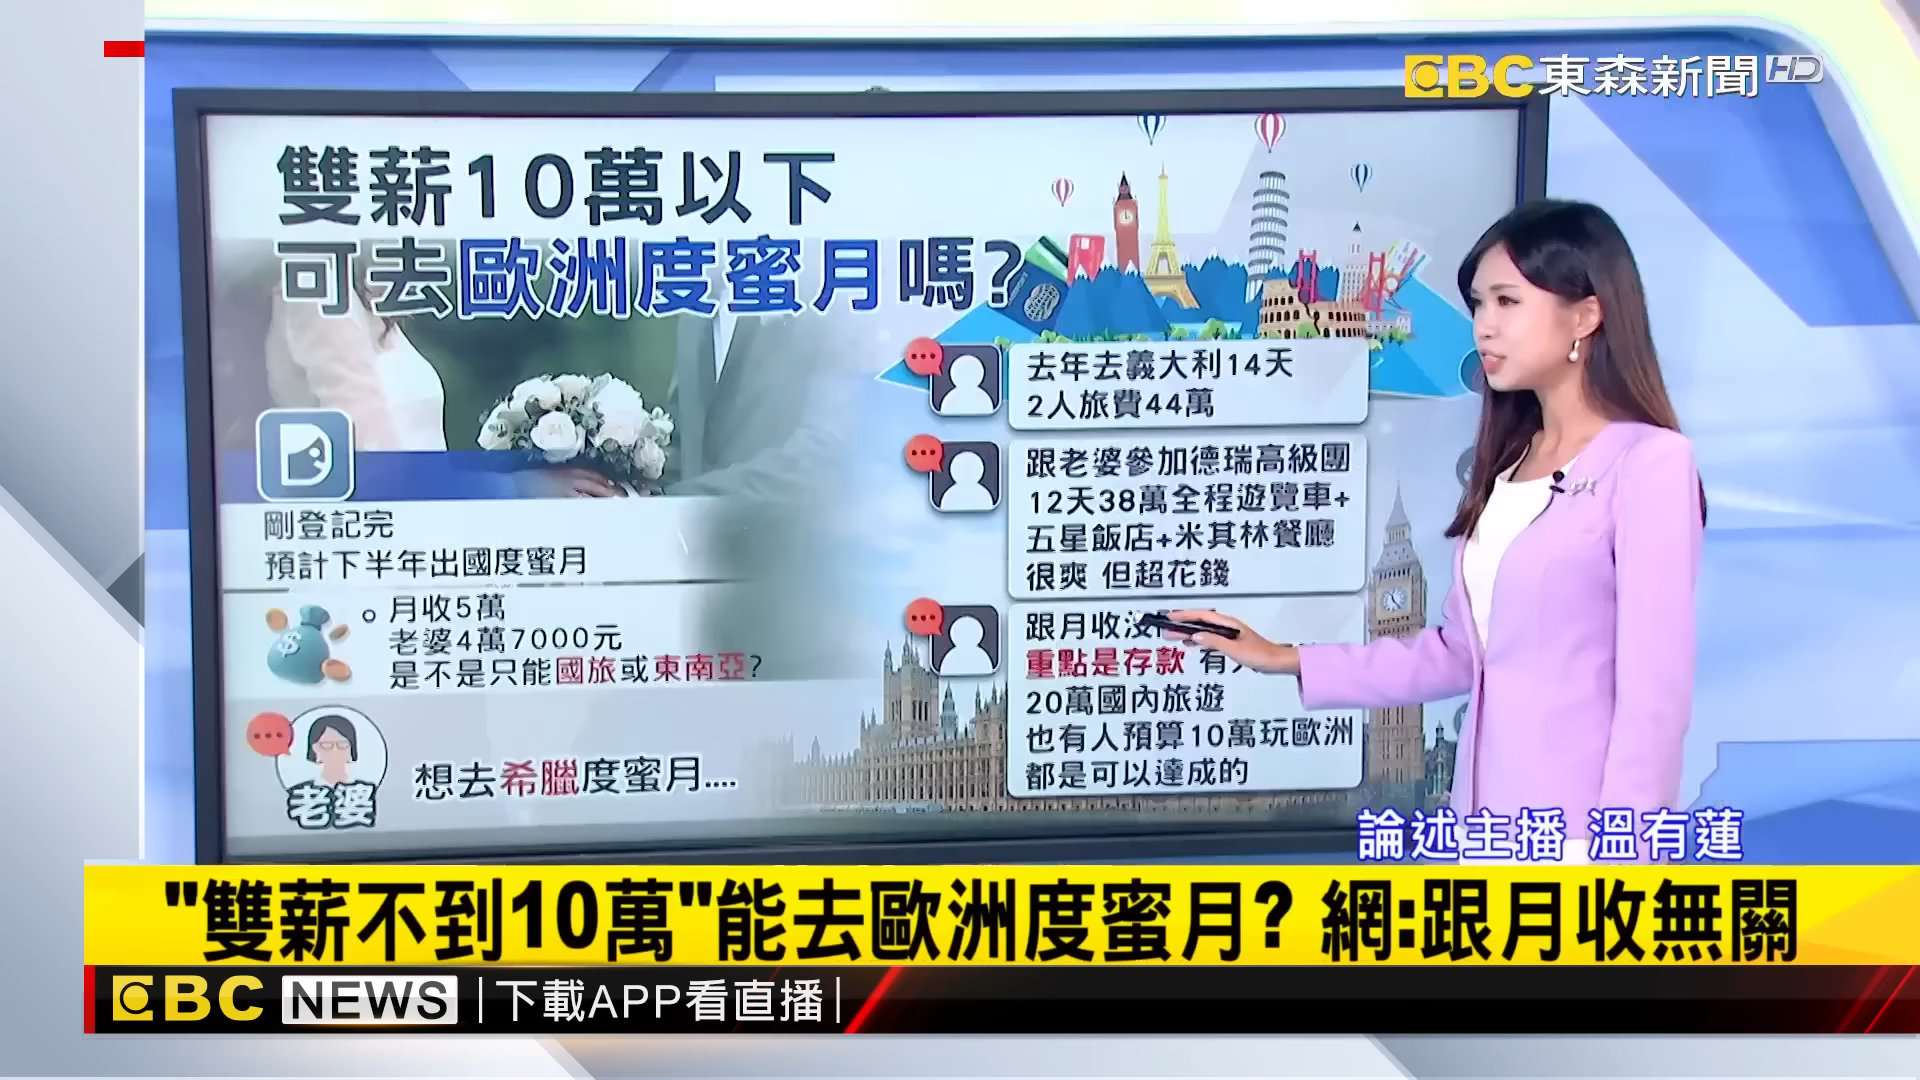 EBC東森新聞HD
雙薪10萬以下
可去歐洲度蜜月嗎?
剛登記完
預計下半年出國度蜜月
月收5萬
老婆4萬7000元
是不是只能國旅或東南亞?
老婆
想去希臘度蜜月....
去年去義大利14天
2人旅費44萬
跟老婆參加德瑞高級團
12天38萬全程遊覽車+
五星飯店+米其林餐廳
很爽 但超花錢
跟月收沒
重點是存款 有
20萬國內旅遊
也有人預算10萬玩歐洲
都是可以達成的
論述主播 溫有蓮
"雙薪不到10萬"能去歐洲度蜜月? 網:跟月收無關
EBC NEWS 下載APP看直播